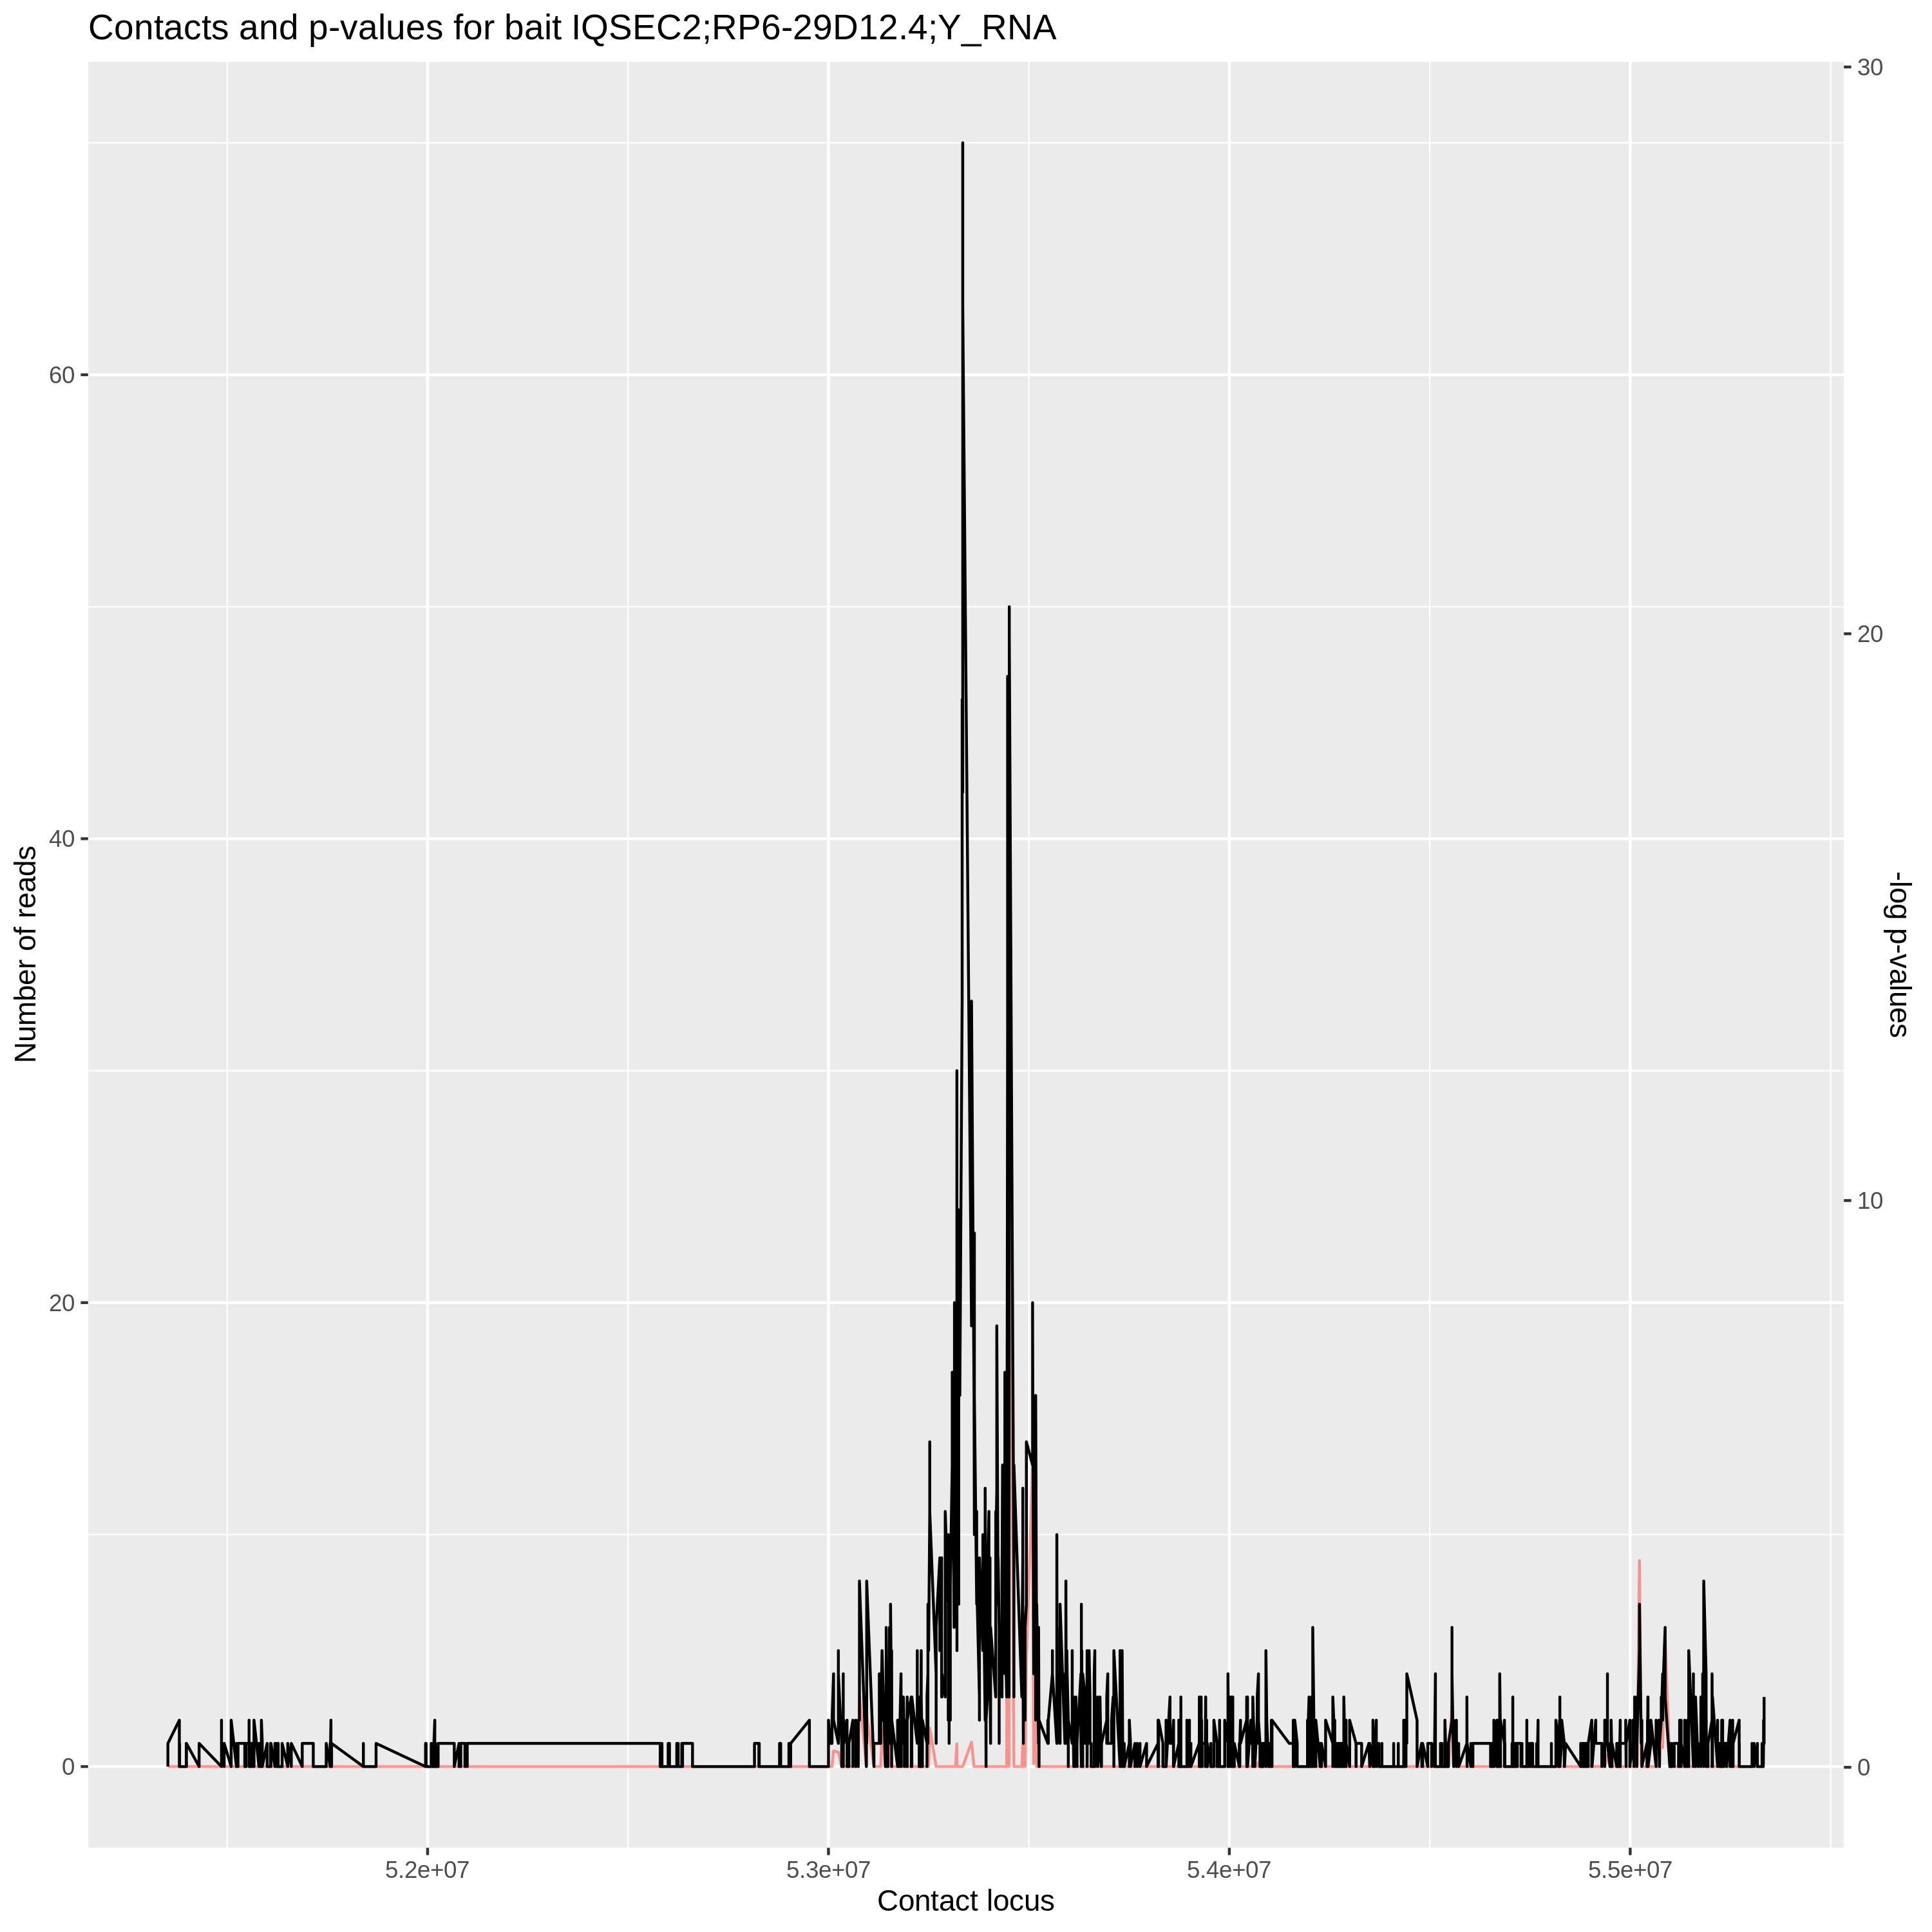 Contacts and p-values for bait IQSEC2;RP6-29D12.4;Y_RNA
30
60
20
40
Number of reads
-log p-values
10
20
0
0
5.2e+07
5.3e+07
5.4e+07
5.5e+07
Contact locus